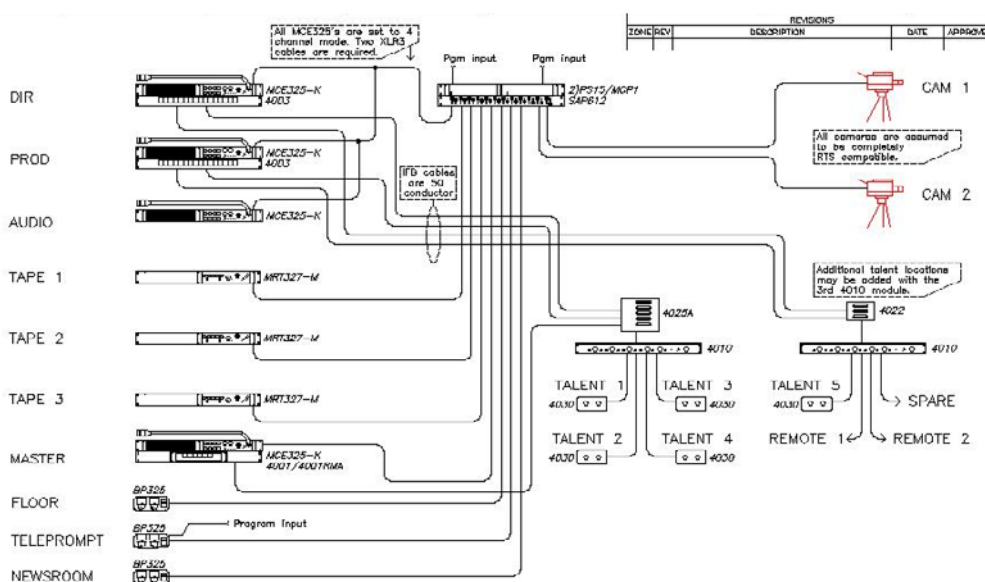 REVISIONS
ZONE REV DESCRIPTION DATE APPROVE
All MCE325's are set to 4
channel mode. Two XLR3
cables are required.
Pgm input
Pgm input
DIR
MCE325-K
4003
2)PS15/MCP1
SAP612
CAM 1
PROD
MCE325-K
4003
All cameras are assumed
to be completely
RTS compatible.
IFB cables
are 50
conductor
CAM 2
AUDIO
MCE325-K
TAPE 1
MRT327-M
Additional talent locations
may be added with the
3rd 4010 module.
4025A
4022
TAPE 2
MRT327-M
4010
4010
TALENT 1
4030
TALENT 3
4030
TALENT 5
4030
SPARE
TAPE 3
MRT327-M
TALENT 2
4030
TALENT 4
4030
REMOTE 1
REMOTE 2
MASTER
MCE325-K
4001/4001RMA
FLOOR
BP325
TELEPROMPT
BP325
Program Input
NEWSROOM
BP325